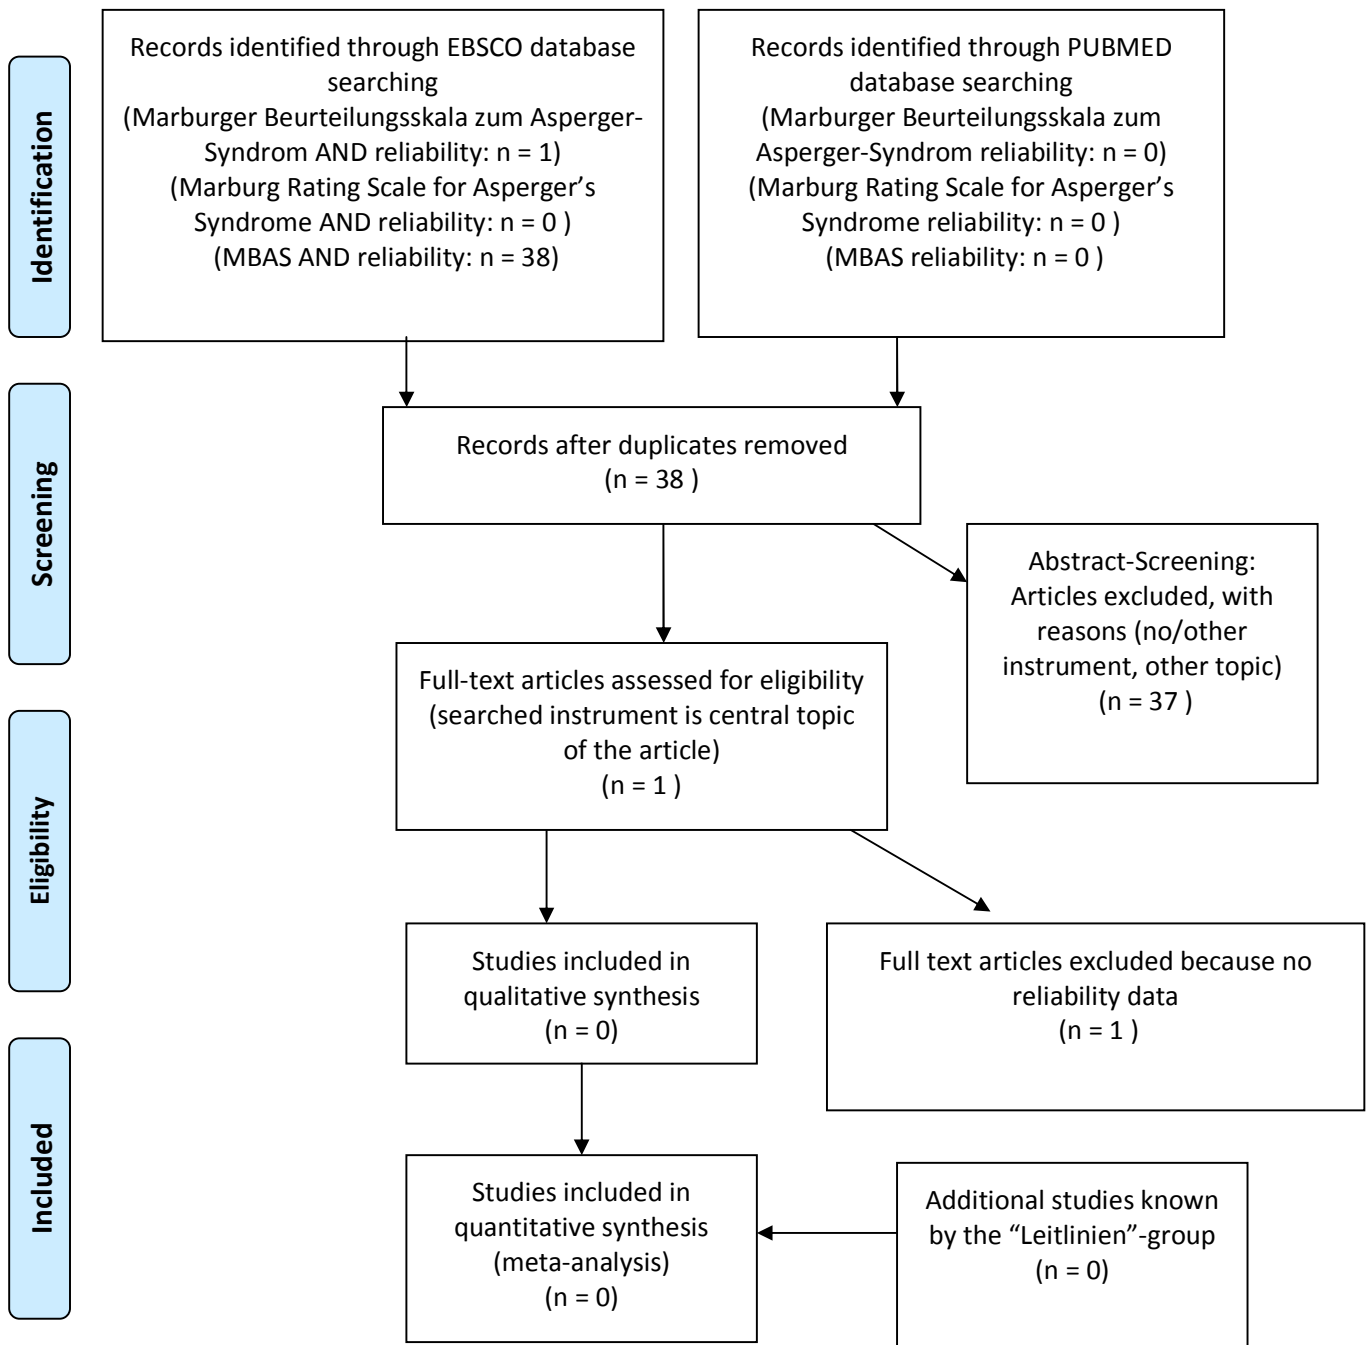 Identification
Records identified through EBSCO database
searching
(Marburger Beurteilungsskala zum Asperger-
Syndrom AND reliability: n = 1)
(Marburg Rating Scale for Asperger’s
Syndrome AND reliability: n = 0 )
(MBAS AND reliability: n = 38)
Records identified through PUBMED
database searching
(Marburger Beurteilungsskala zum
Asperger-Syndrom reliability: n = 0)
(Marburg Rating Scale for Asperger’s
Syndrome reliability: n = 0 )
(MBAS reliability: n = 0 )
Screening
Records after duplicates removed
(n = 38 )
Abstract-Screening:
Articles excluded, with
reasons (no/other
instrument, other topic)
(n = 37 )
Eligibility
Full-text articles assessed for eligibility
(searched instrument is central topic
of the article)
(n = 1 )
Studies included in
qualitative synthesis
(n = 0)
Full text articles excluded because no
reliability data
(n = 1 )
Included
Studies included in
quantitative synthesis
(meta-analysis)
(n = 0)
Additional studies known
by the “Leitlinien”-group
(n = 0)